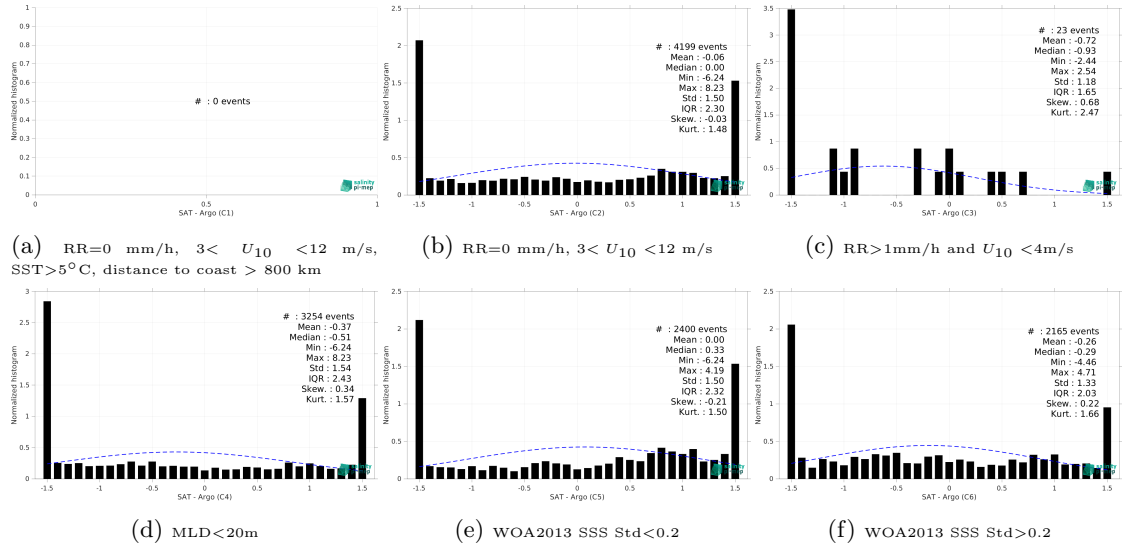 Normalized histogram
1
0.9
0.8
0.7
0.6
0.5
0.4
0.3
0.2
0.1
0
0 0.5 1
# : 0 events
salinity
pi-mep
SAT - Argo (C1)
(a) RR=0 mm/h, 3< U10 <12 m/s,
SST>5°C, distance to coast > 800 km
Normalized histogram
2.5
2
1.5
1
0.5
0
-1.5 -1 -0.5 0 0.5 1 1.5
# : 4199 events
Mean : -0.06
Median : 0.00
Min : -6.24
Max : 8.23
Std : 1.50
IQR : 2.30
Skew. : -0.03
Kurt. : 1.48
salinity
pi-mep
SAT - Argo (C2)
(b) RR=0 mm/h, 3< U10 <12 m/s
Normalized histogram
3.5
3
2.5
2
1.5
1
0.5
0
-1.5 -1 -0.5 0 0.5 1 1.5
# : 23 events
Mean : -0.72
Median : -0.93
Min : -2.44
Max : 2.54
Std : 1.18
IQR : 1.65
Skew. : 0.68
Kurt. : 2.47
salinity
pi-mep
SAT - Argo (C3)
(c) RR>1mm/h and U10 <4m/s
Normalized histogram
3
2.5
2
1.5
1
0.5
0
-1.5 -1 -0.5 0 0.5 1 1.5
# : 3254 events
Mean : -0.37
Median : -0.51
Min : -6.24
Max : 8.23
Std : 1.54
IQR : 2.43
Skew. : 0.34
Kurt. : 1.57
salinity
pi-mep
SAT - Argo (C4)
(d) MLD<20m
Normalized histogram
2.5
2
1.5
1
0.5
0
-1.5 -1 -0.5 0 0.5 1 1.5
# : 2400 events
Mean : 0.00
Median : 0.33
Min : -6.24
Max : 4.19
Std : 1.50
IQR : 2.32
Skew. : -0.21
Kurt. : 1.50
salinity
pi-mep
SAT - Argo (C5)
(e) WOA2013 SSS Std<0.2
Normalized histogram
2.5
2
1.5
1
0.5
0
-1.5 -1 -0.5 0 0.5 1 1.5
# : 2165 events
Mean : -0.26
Median : -0.29
Min : -4.46
Max : 4.71
Std : 1.33
IQR : 2.03
Skew. : 0.22
Kurt. : 1.66
salinity
pi-mep
SAT - Argo (C6)
(f) WOA2013 SSS Std>0.2